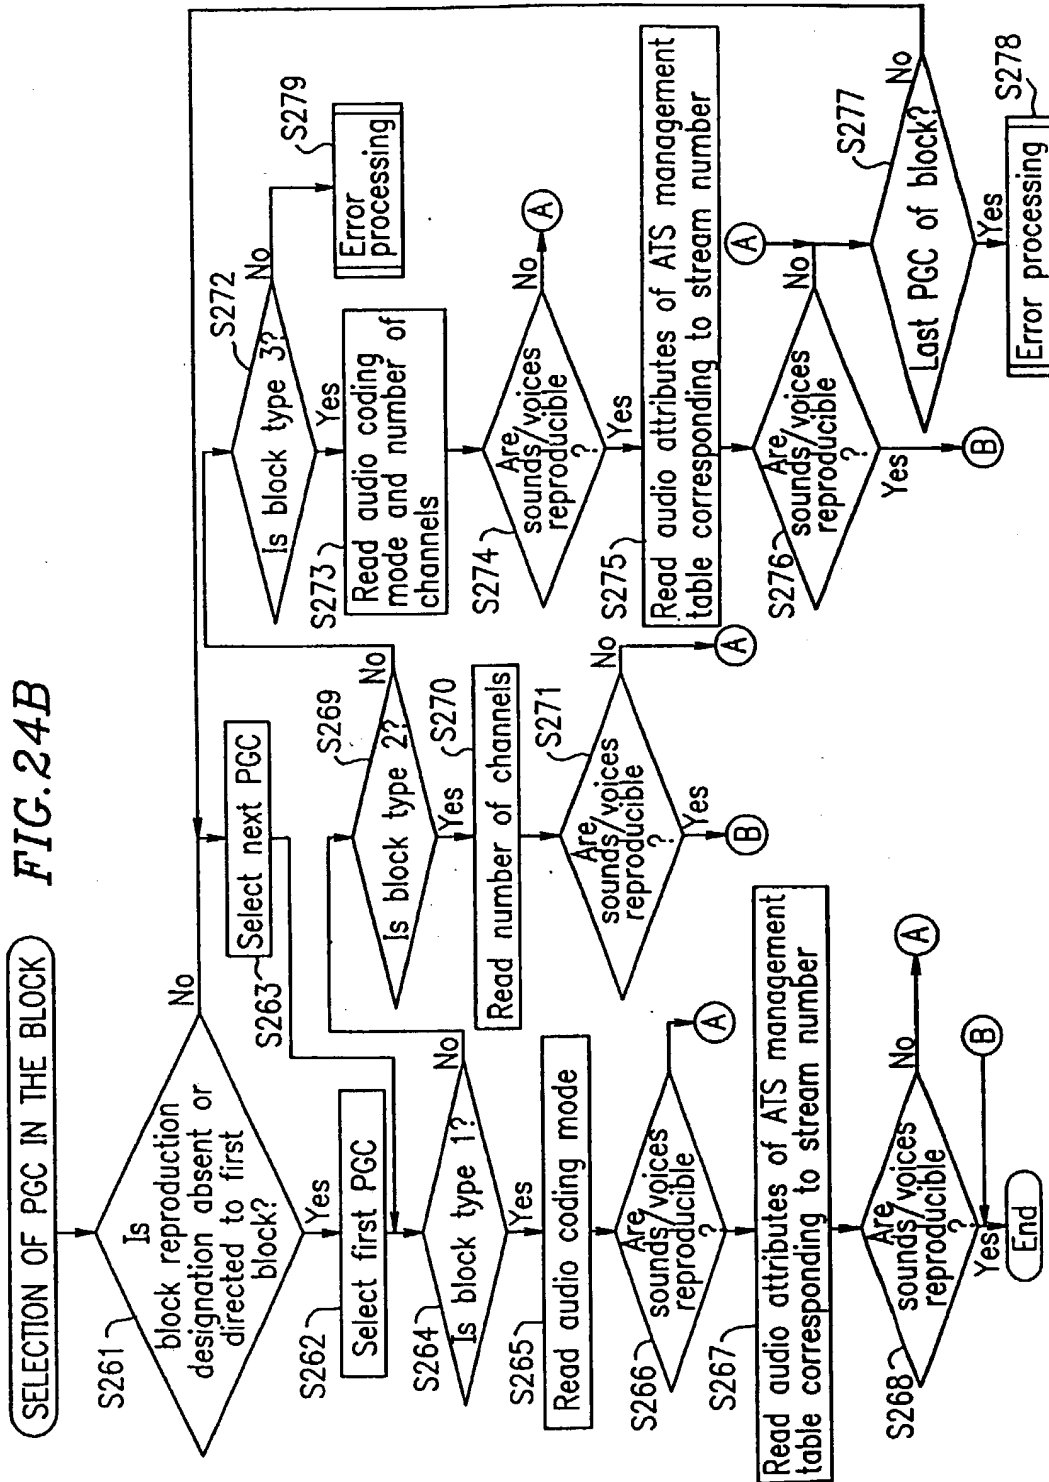 FIG.24B
SELECTION OF PGC IN THE BLOCK
S261
Is
block reproduction
designation absent or
directed to first
block?
No
Yes
S262
Select first PGC
S263
Select next PGC
S264
Is block type 1?
No
Yes
S265
Read audio coding mode
S266
Are
sounds/voices
reproducible
?
A
S267
Read audio attributes of ATS management
table corresponding to stream number
S268
Are
sounds/voices
reproducible
?
No
A
Yes
B
End
S269
Is block type 2?
No
Yes
S270
Read number of channels
S271
Are
sounds/voices
reproducible
?
No
A
Yes
B
S272
Is block type 3?
No
Yes
S279
Error
processing
S273
Read audio coding
mode and number of
channels
S274
Are
sounds/voices
reproducible
?
No
A
Yes
S275
Read audio attributes of ATS management
table corresponding to stream number
S276
Are
sounds/voices
reproducible
?
No
A
Yes
B
S277
Last PGC of block?
No
Yes
S278
Error processing